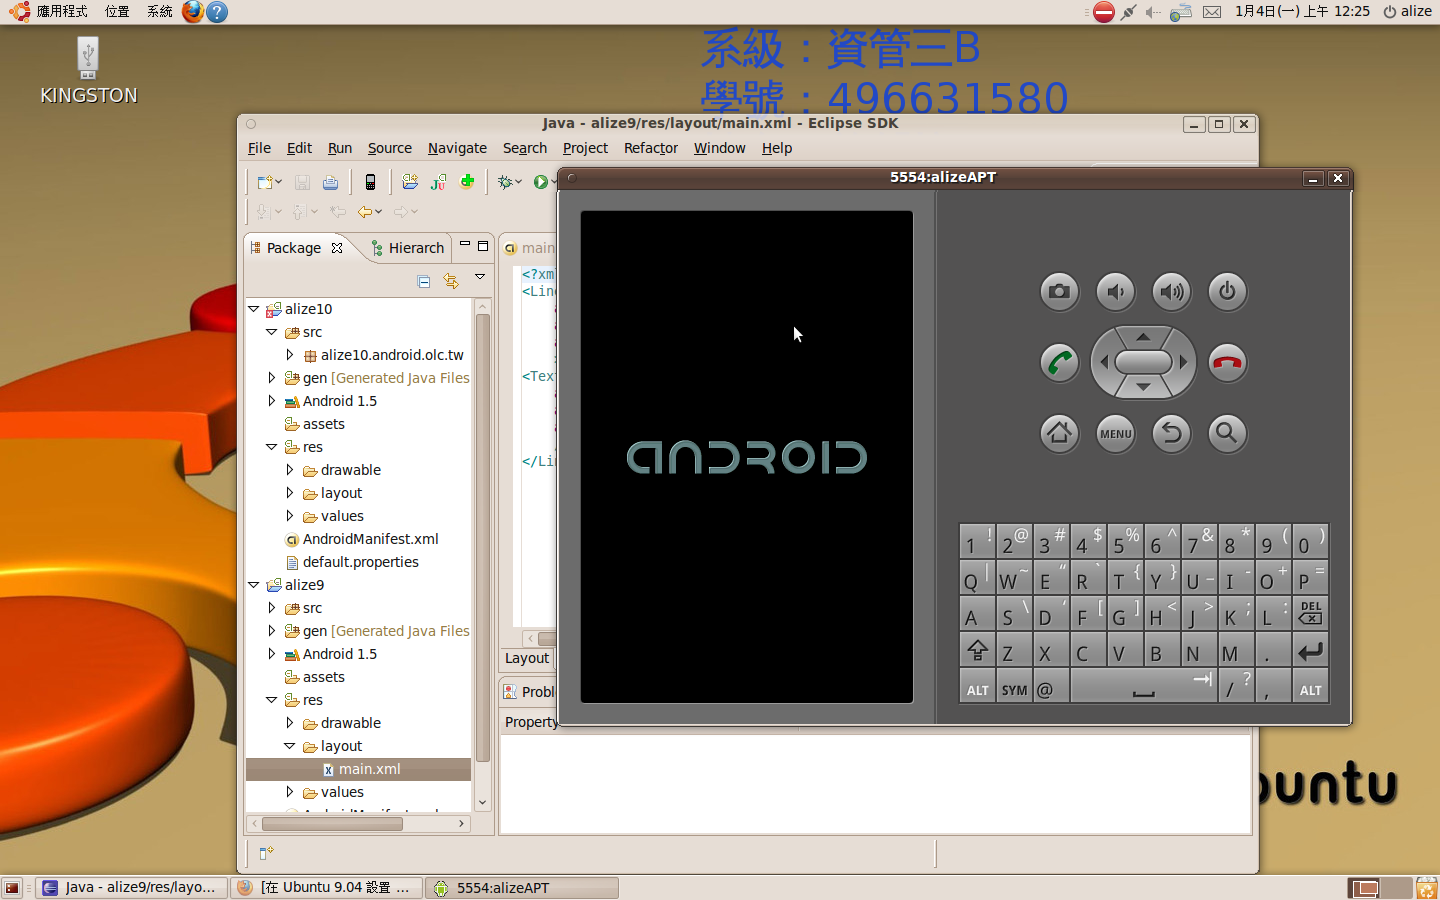 應用程式 位置 系統 ?
1月4日(一) 上午 12:25 alize
KINGSTON
系級：資管三B
學號：496631580
Java - alize9/res/layout/main.xml - Eclipse SDK
File Edit Run Source Navigate Search Project Refactor Window Help
5554:alizeAPT
Package Hierarch
main
<?xm
<Line
<Text
</Lin
alize10
src
alize10.android.olc.tw
gen [Generated Java Files
Android 1.5
assets
res
drawable
layout
values
AndroidManifest.xml
default.properties
alize9
src
gen [Generated Java Files
Android 1.5
assets
res
drawable
layout
main.xml
values
Layout
Proble
Property
ANDROID
MENU
1 ! 2 @ 3 # 4 $ 5 % 6 ^ 7 & 8 * 9 ( 0 )
Q | W ~ E “ R ` T { Y } U _ I - O + P =
A S \ D ‘ F [ G ] H < J > K ; L : DEL
Z X C V B N M .
ALT SYM @ / ? , ALT
buntu
Java - alize9/res/layo...
[在 Ubuntu 9.04 設置 ...
5554:alizeAPT